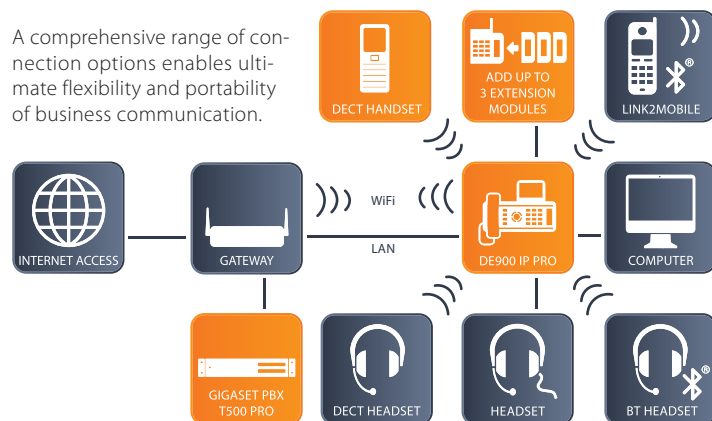 A comprehensive range of con-
nection options enables ulti-
mate flexibility and portability
of business communication.
DECT HANDSET
ADD UP TO
3 EXTENSION
MODULES
LINK2MOBILE
®
INTERNET ACCESS
GATEWAY
WiFi
LAN
DE900 IP PRO
COMPUTER
GIGASET PBX
T500 PRO
DECT HEADSET
HEADSET
BT HEADSET
®